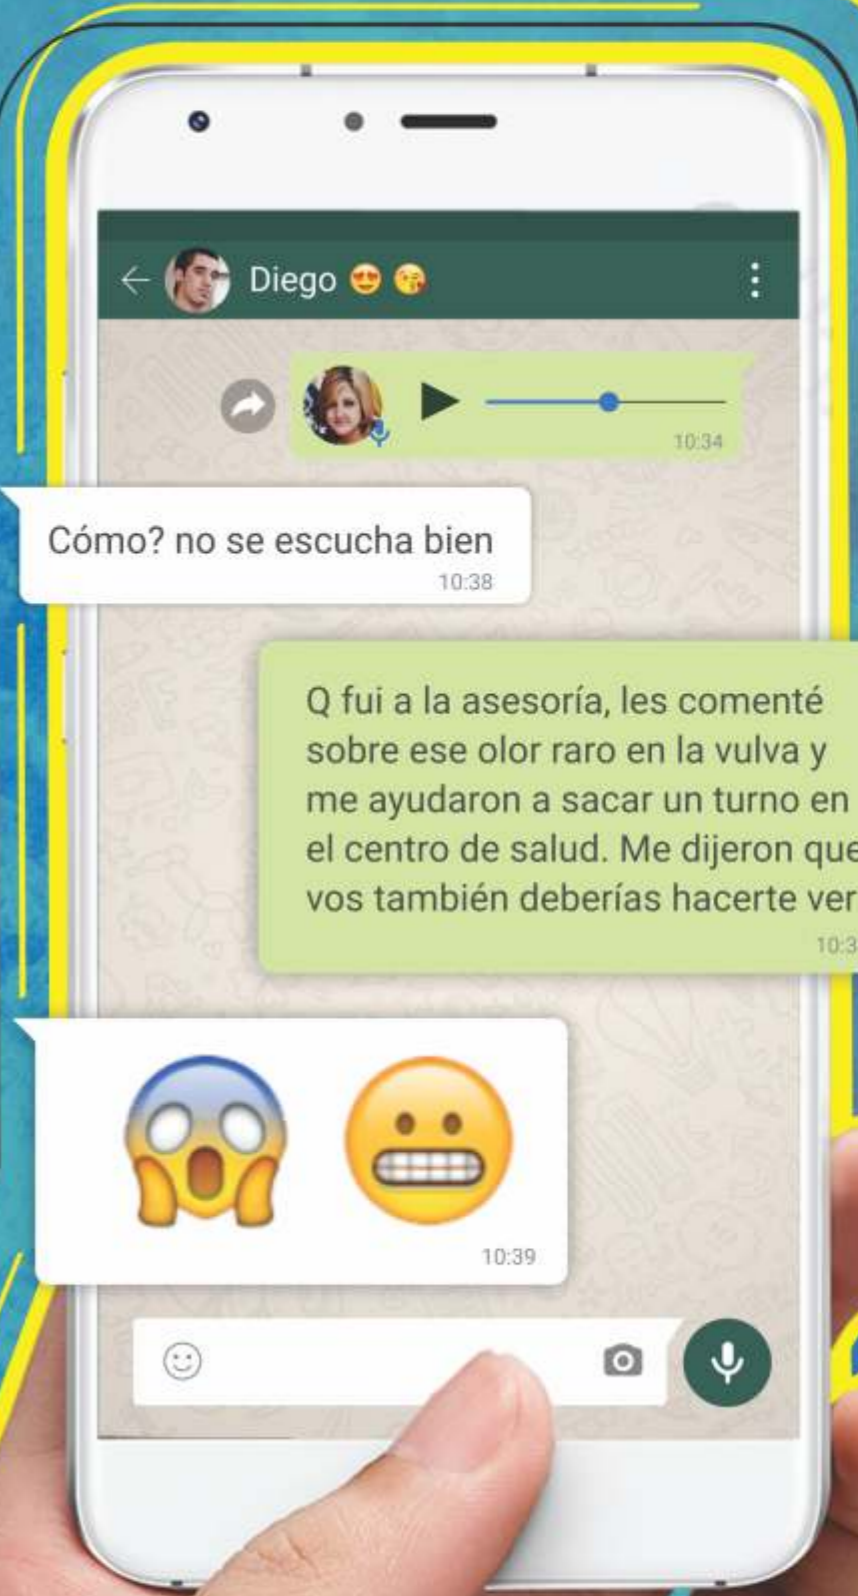 Diego 😍 😘
10:34
Cómo? no se escucha bien
10:38
Q fui a la asesoría, les comenté
sobre ese olor raro en la vulva y
me ayudaron a sacar un turno en
el centro de salud. Me dijeron que
vos también deberías hacerte ver
10:3
😱 😬
10:39